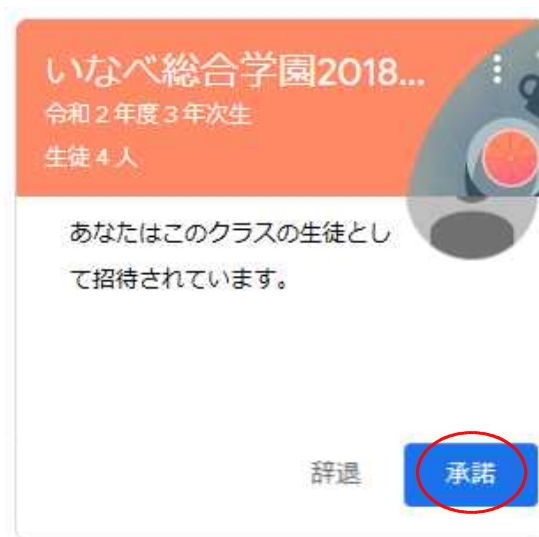 いなべ総合学園2018...
令和2年度3年次生
生徒4人
あなたはこのクラスの生徒とし
て招待されています。
辞退 承諾